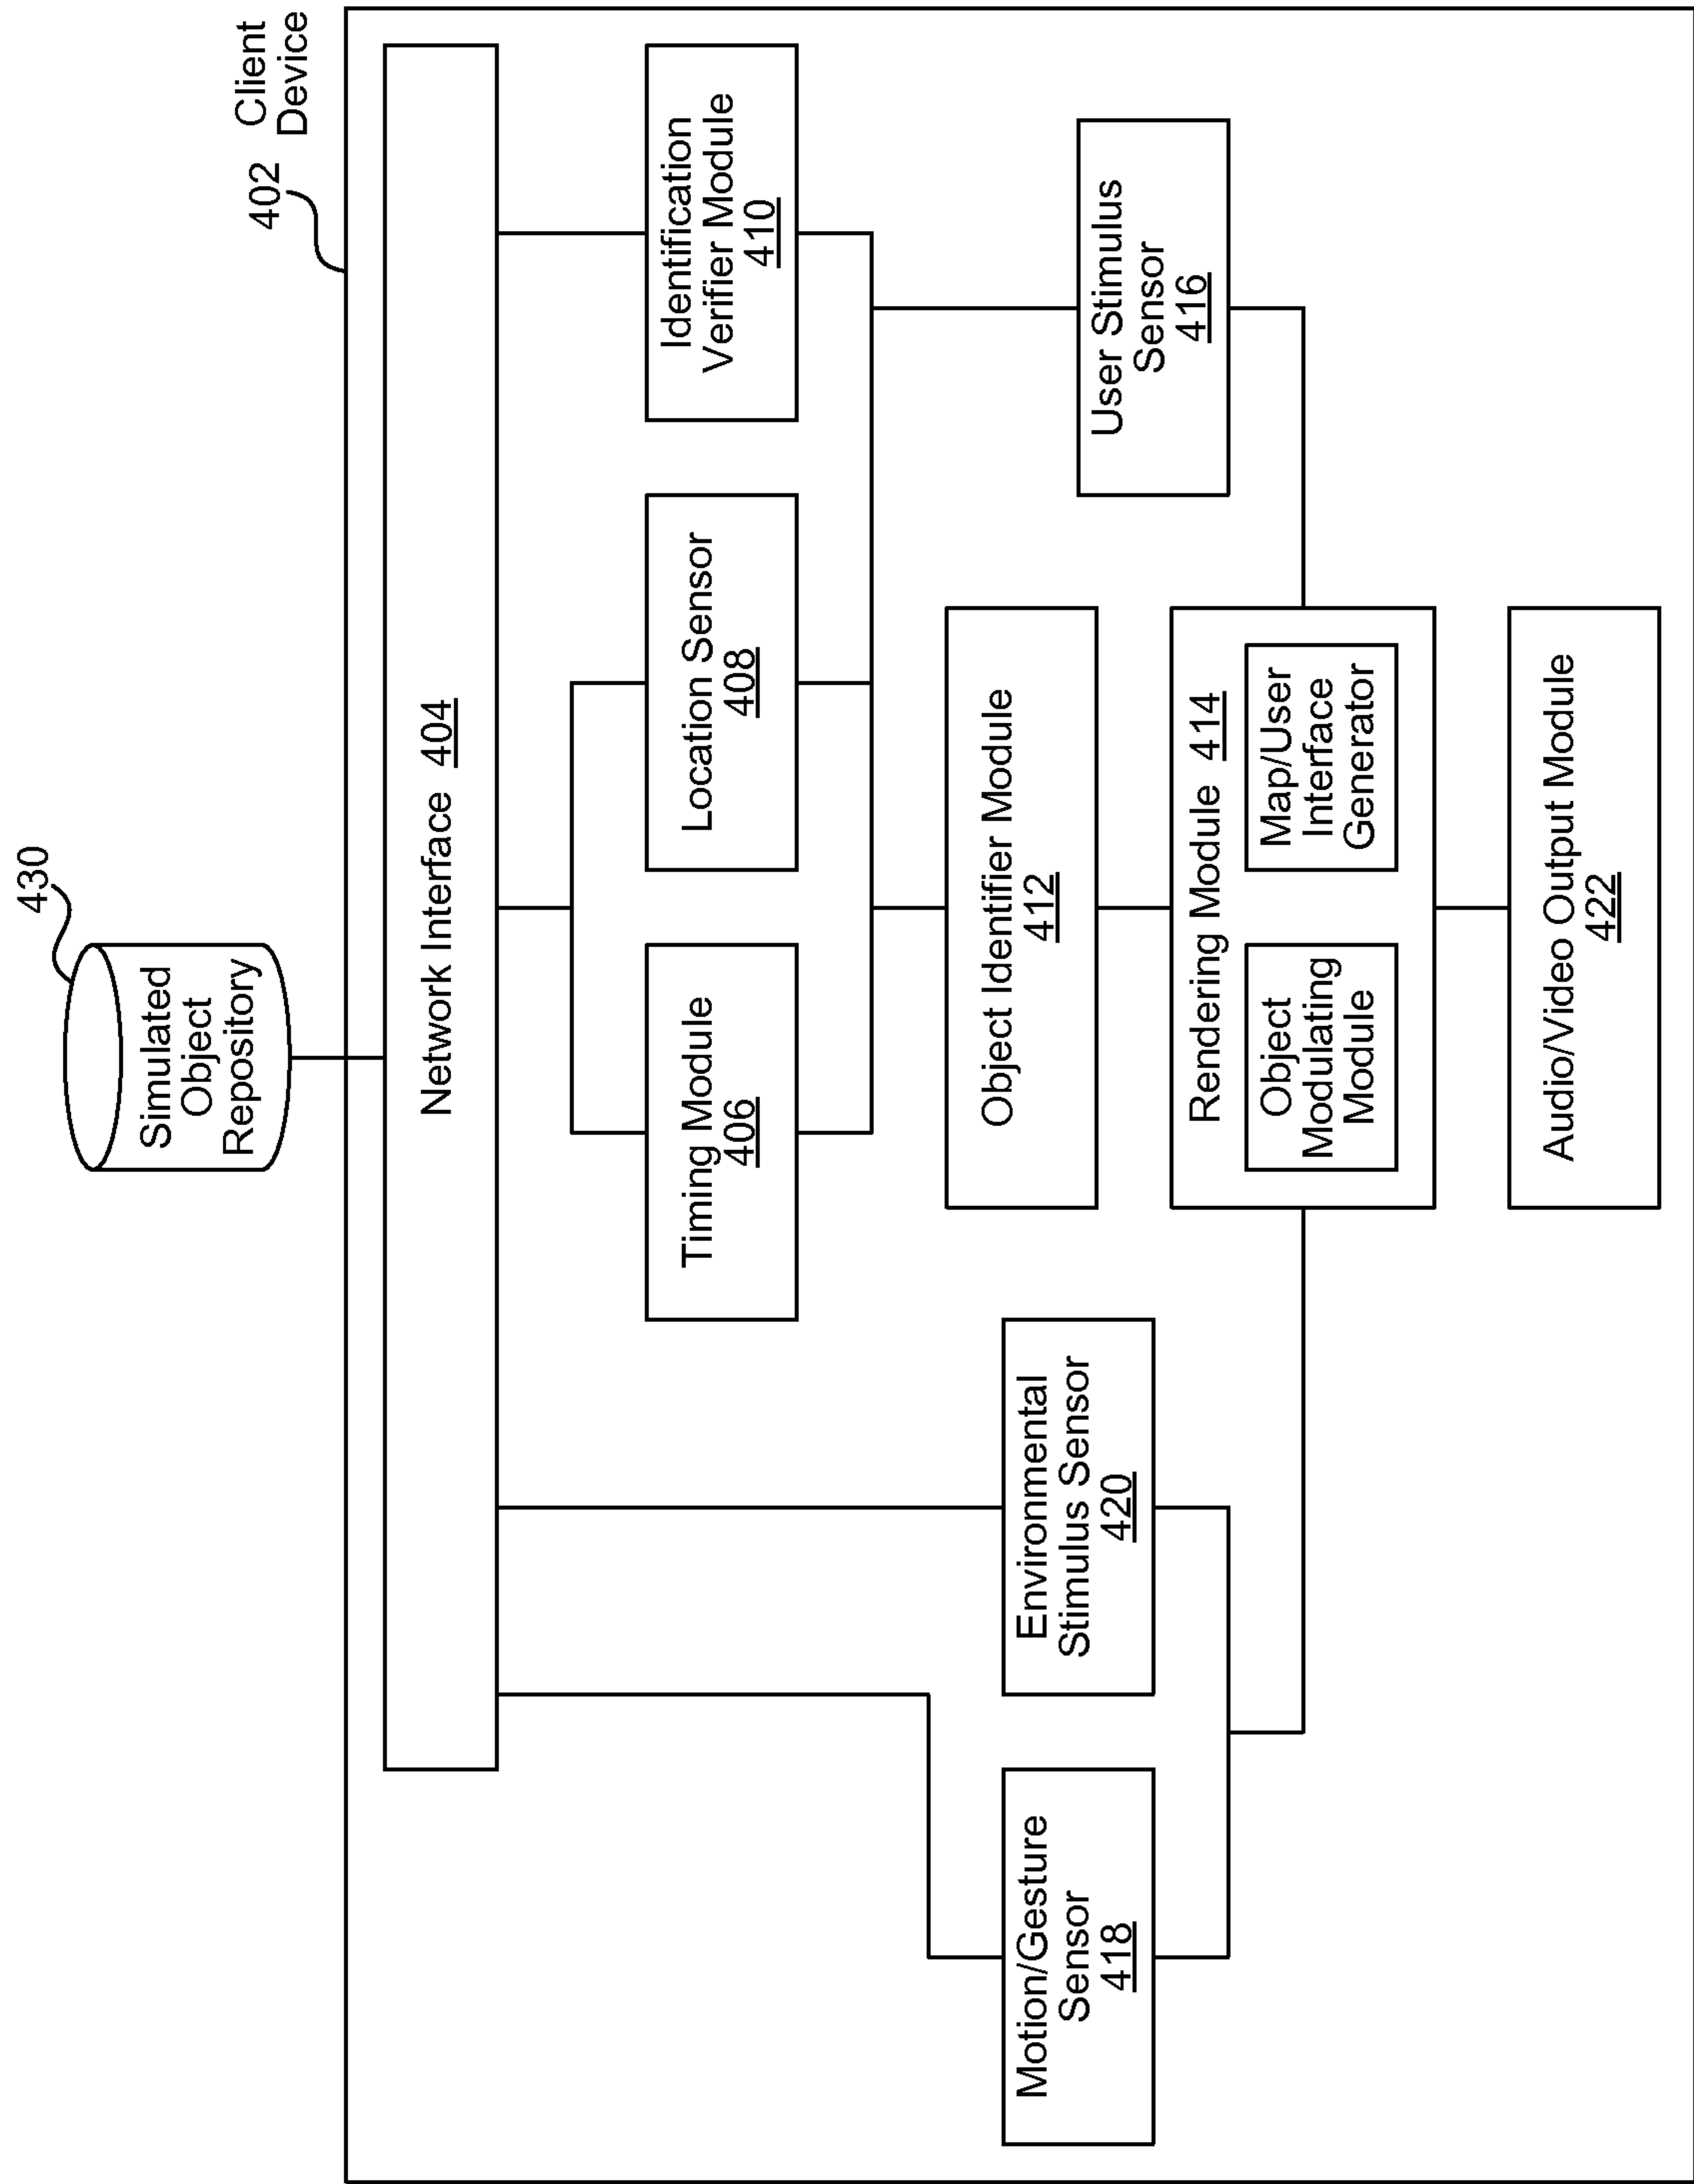 430
Simulated
Object
Repository
402 Client
Device
Network Interface 404
Timing Module
406
Location Sensor
408
Identification
Verifier Module
410
Motion/Gesture
Sensor
418
Environmental
Stimulus Sensor
420
Object Identifier Module
412
User Stimulus
Sensor
416
Rendering Module 414
Object
Modulating
Module
Map/User
Interface
Generator
Audio/Video Output Module
422